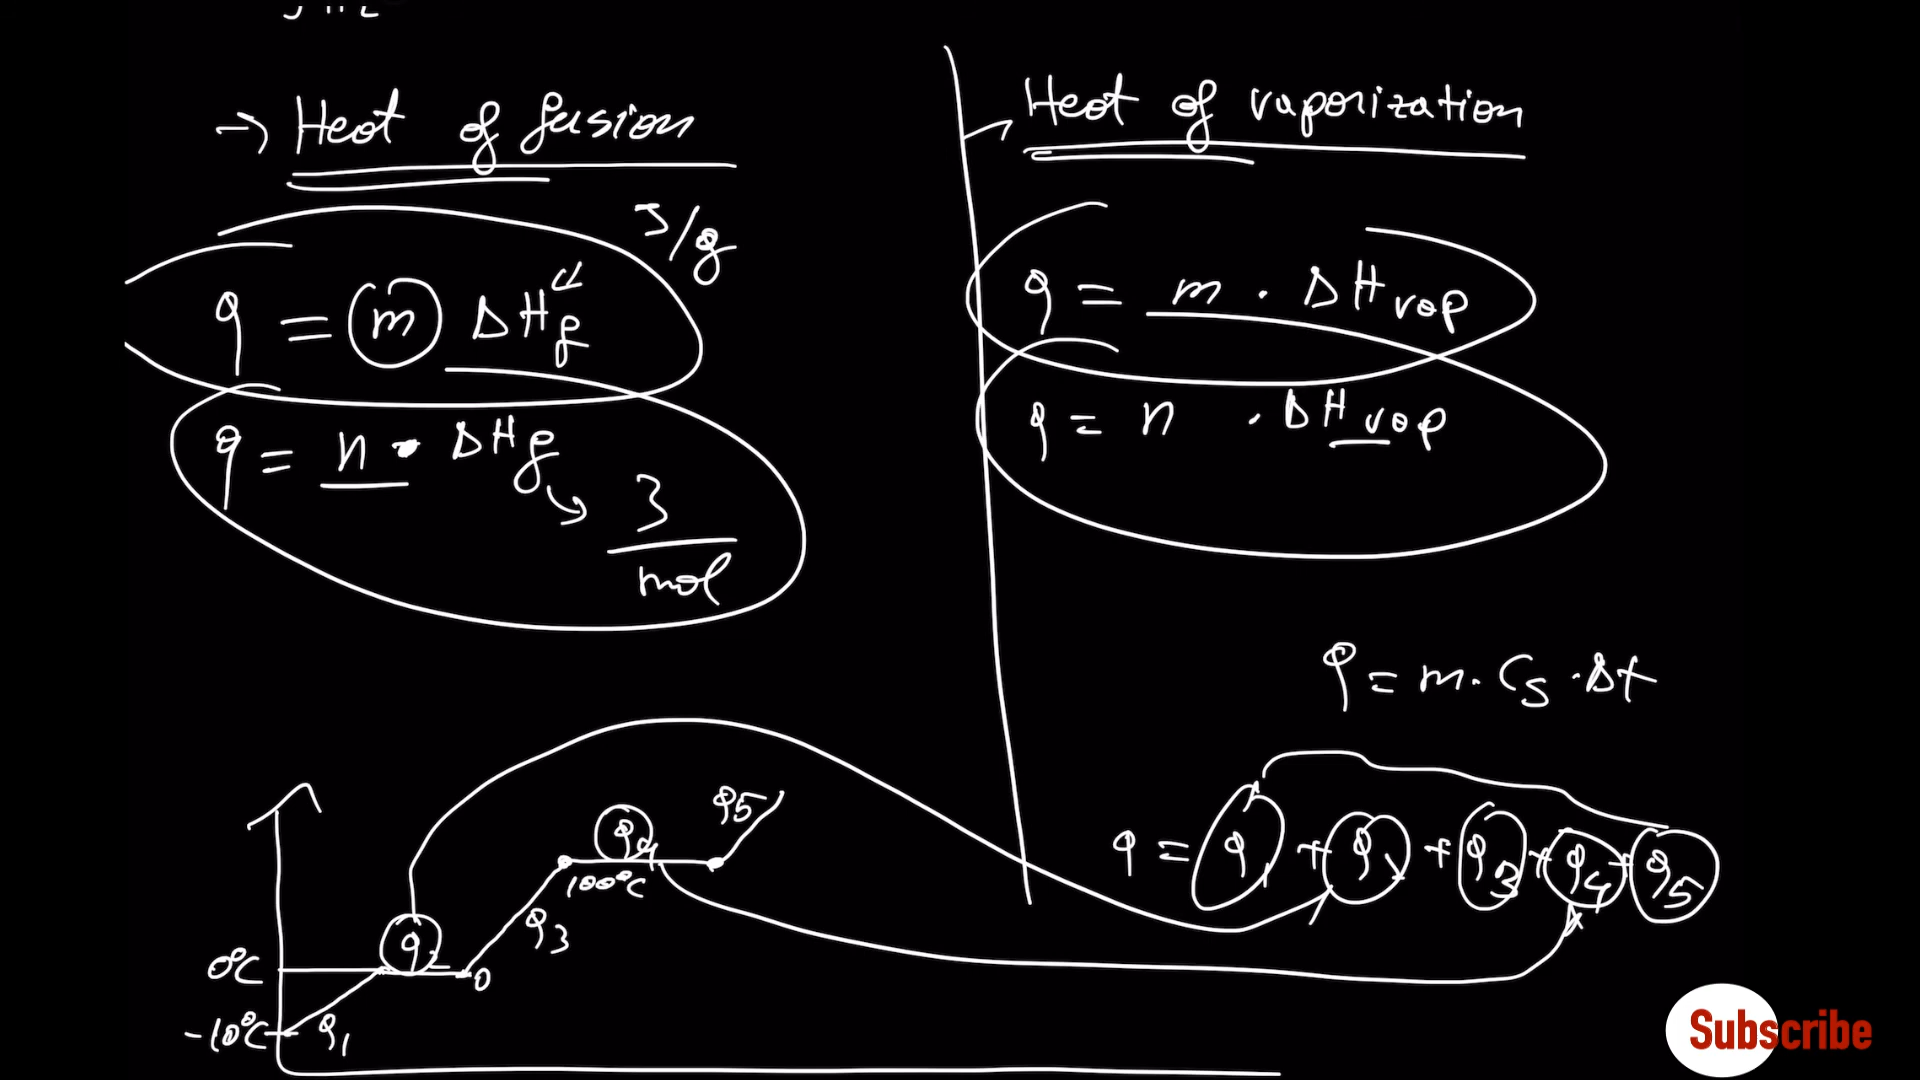 → Heat of fusion
J/g
q = m ΔHf
q = n • ΔHf
J/mol
→ Heat of vaporization
q = m · ΔHvap
q = n · ΔHvap
q = m · Cs · Δt
q = q1 + q2 + q3 + q4 + q5
q5
q4
100°C
q3
q2
0°C
0
-10°C
q1
Subscribe